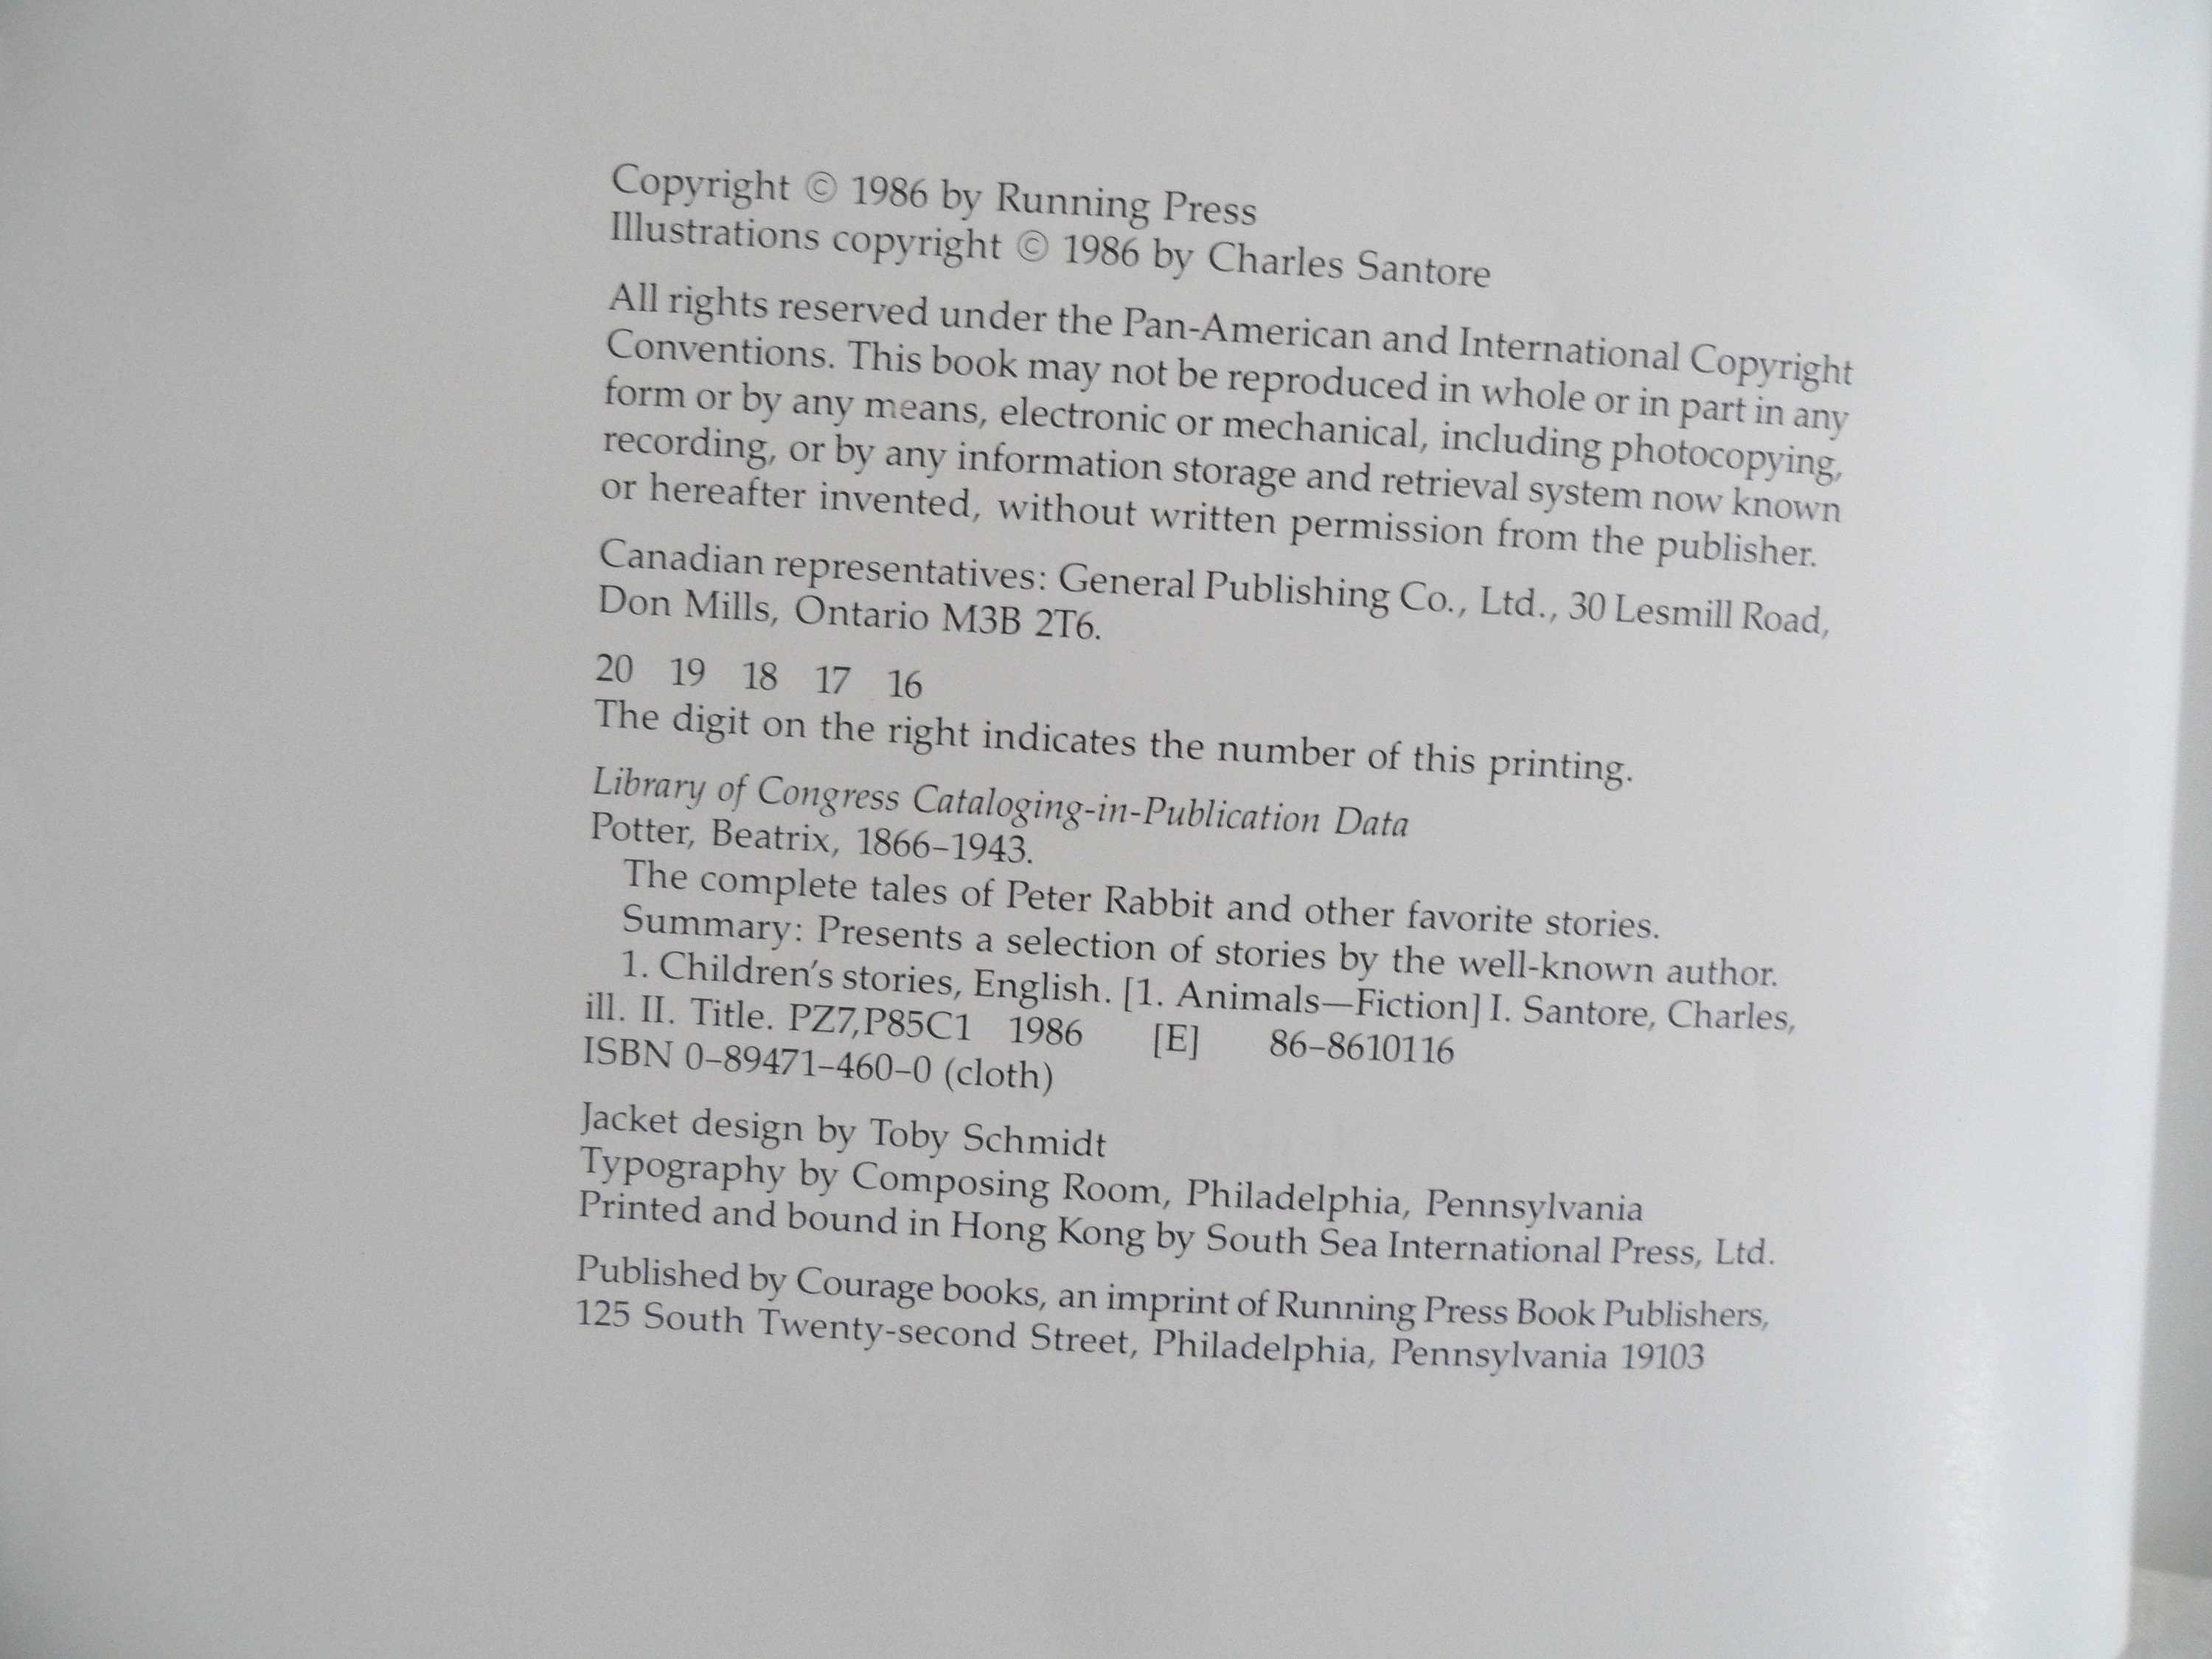 Copyright © 1986 by Running Press
Illustrations copyright © 1986 by Charles Santore
All rights reserved under the Pan-American and International Copyright
Conventions. This book may not be reproduced in whole or in part in any
form or by any means, electronic or mechanical, including photocopying,
recording, or by any information storage and retrieval system now known
or hereafter invented, without written permission from the publisher.
Canadian representatives: General Publishing Co., Ltd., 30 Lesmill Road,
Don Mills, Ontario M3B 2T6.
20 19 18 17 16
The digit on the right indicates the number of this printing.
Library of Congress Cataloging-in-Publication Data
Potter, Beatrix, 1866–1943.
The complete tales of Peter Rabbit and other favorite stories.
Summary: Presents a selection of stories by the well-known author.
1. Children's stories, English. [1. Animals—Fiction] I. Santore, Charles,
ill. II. Title. PZ7,P85C1 1986 [E] 86–8610116
ISBN 0–89471–460–0 (cloth)
Jacket design by Toby Schmidt
Typography by Composing Room, Philadelphia, Pennsylvania
Printed and bound in Hong Kong by South Sea International Press, Ltd.
Published by Courage books, an imprint of Running Press Book Publishers,
125 South Twenty-second Street, Philadelphia, Pennsylvania 19103